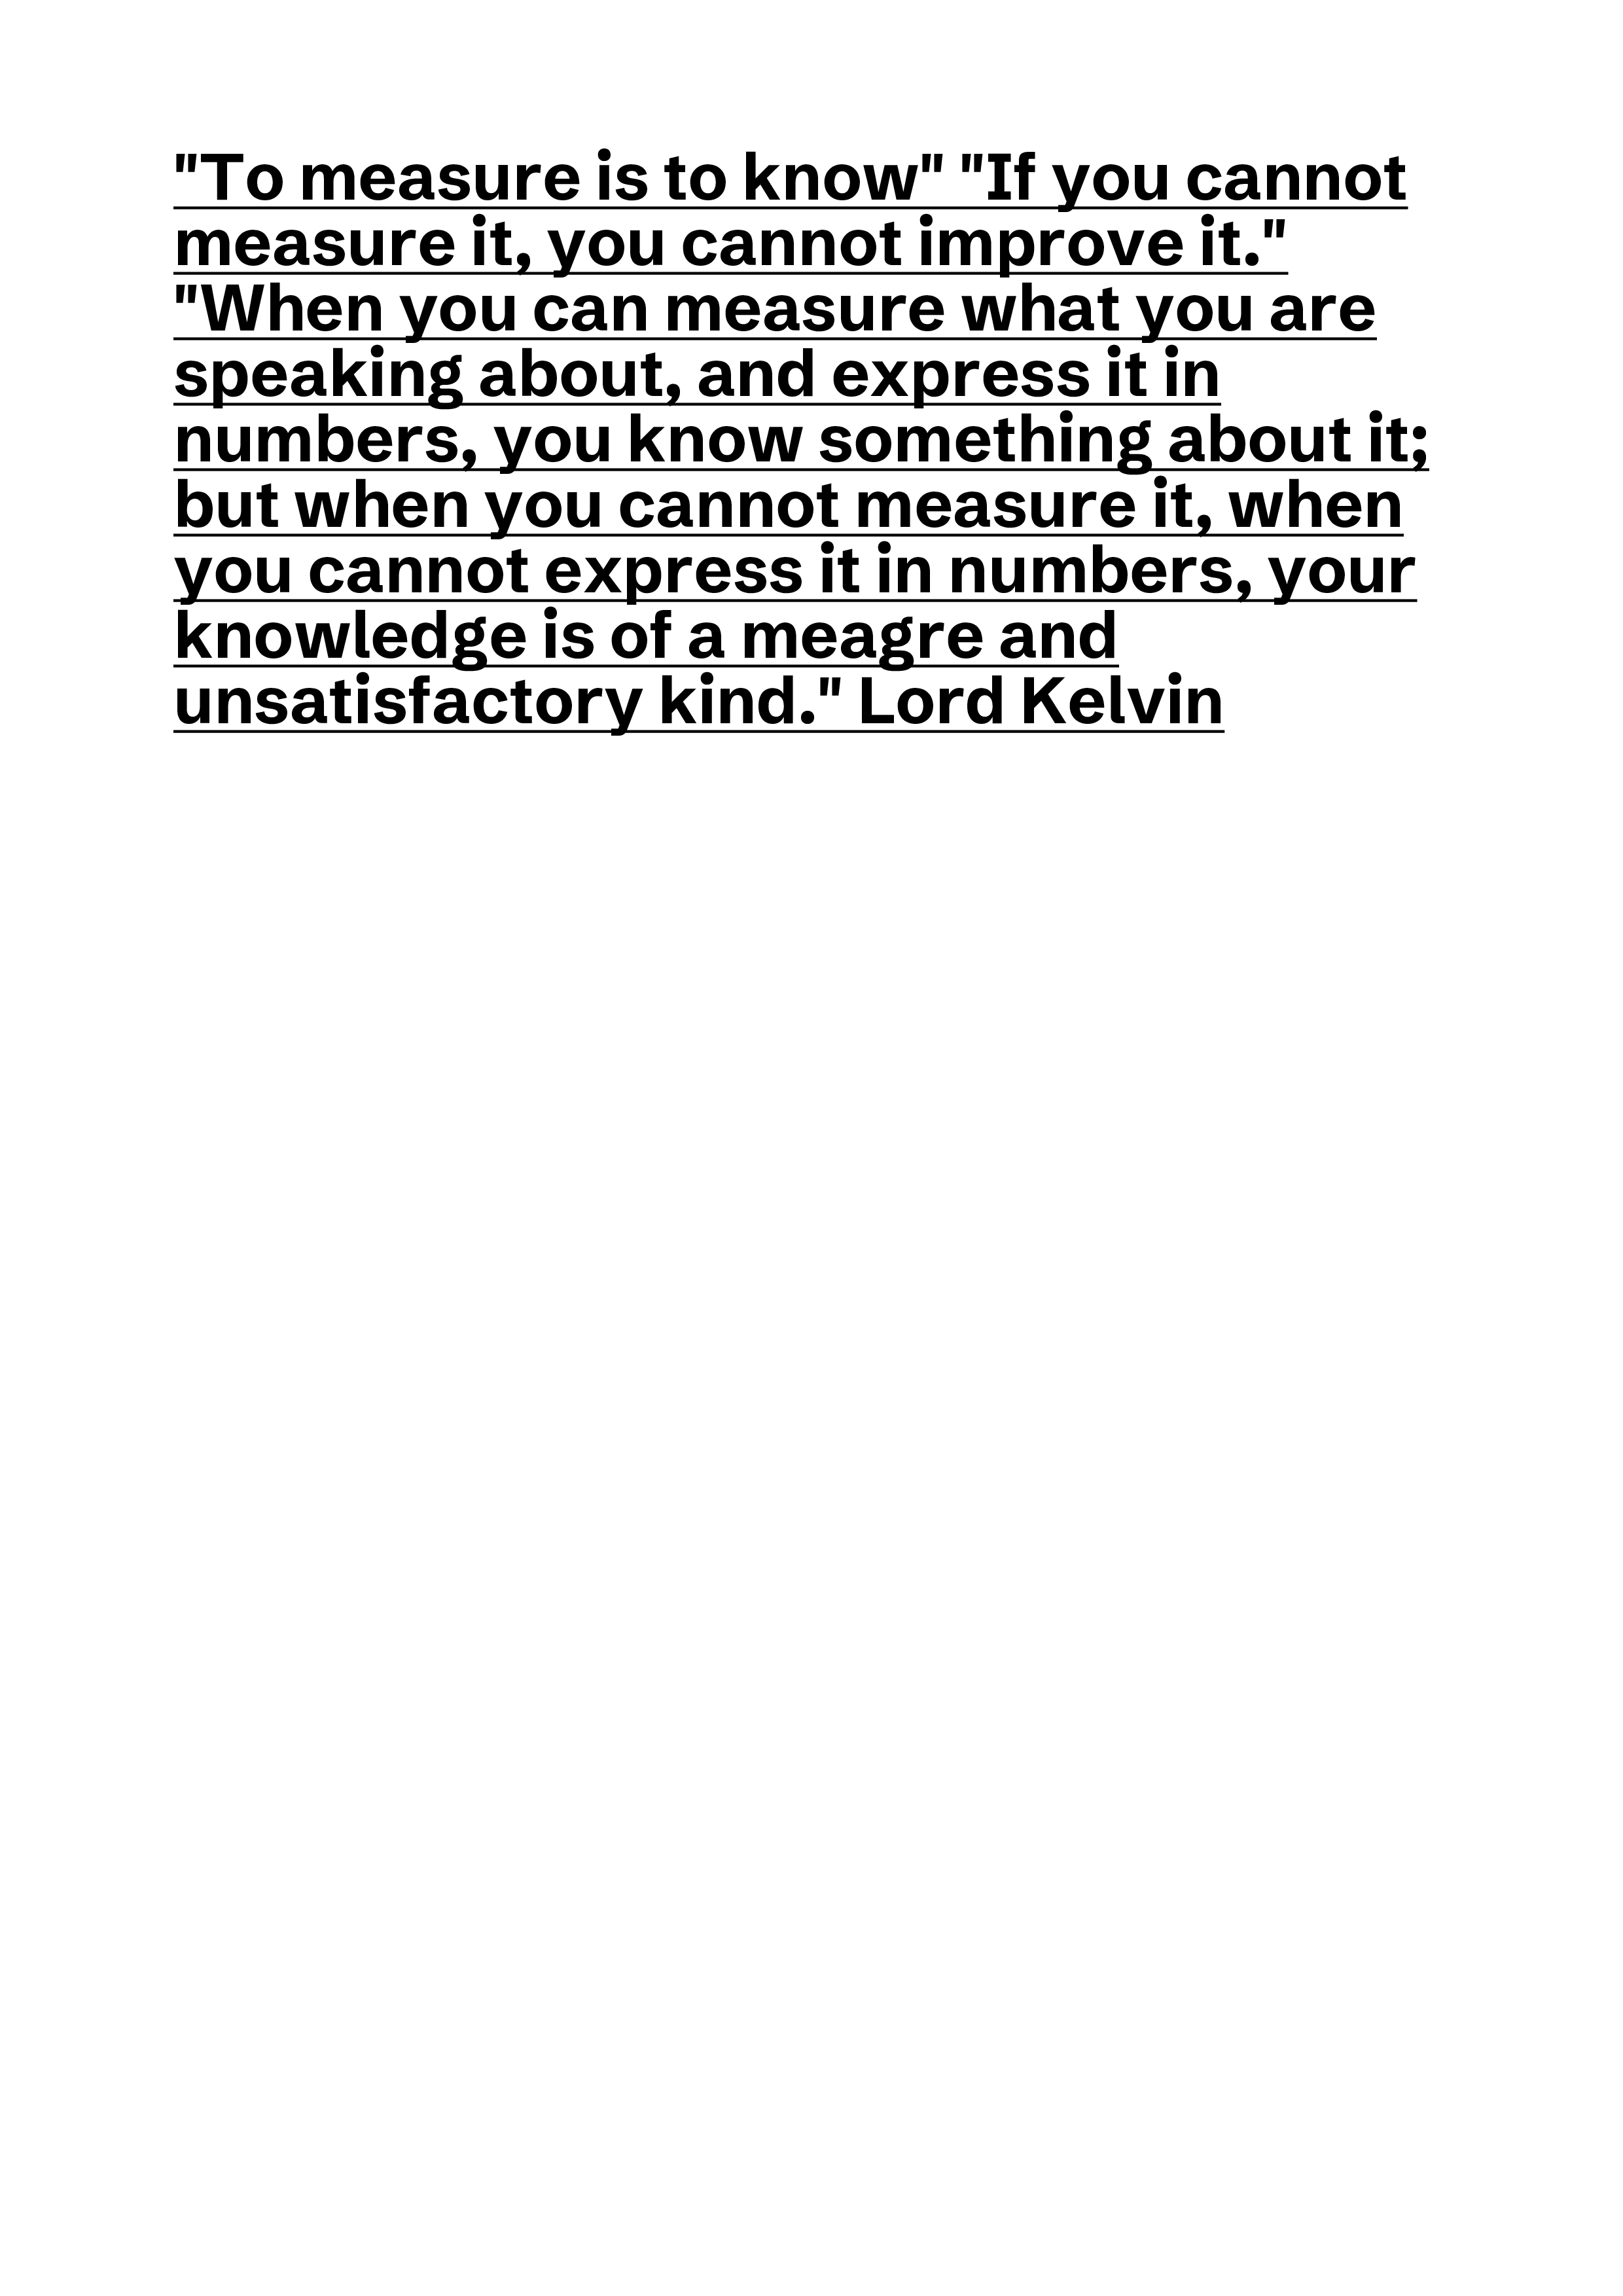 "To measure is to know" "If you cannot
measure it, you cannot improve it."
"When you can measure what you are
speaking about, and express it in
numbers, you know something about it;
but when you cannot measure it, when
you cannot express it in numbers, your
knowledge is of a meagre and
unsatisfactory kind." Lord Kelvin